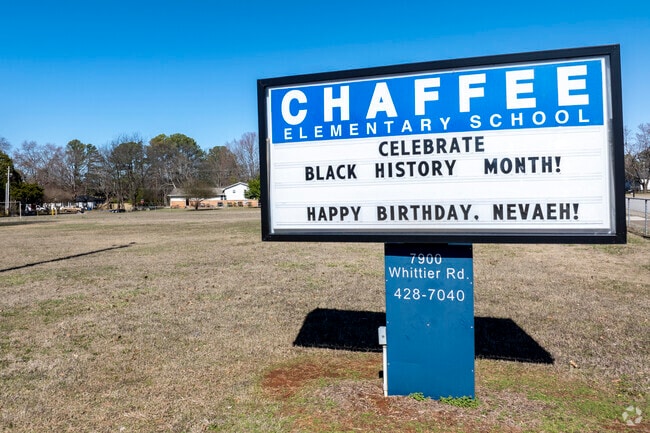 CHAFFEE
ELEMENTARY SCHOOL
CELEBRATE
BLACK HISTORY MONTH!
HAPPY BIRTHDAY, NEVAEH!
7900
Whittier Rd.
428-7040